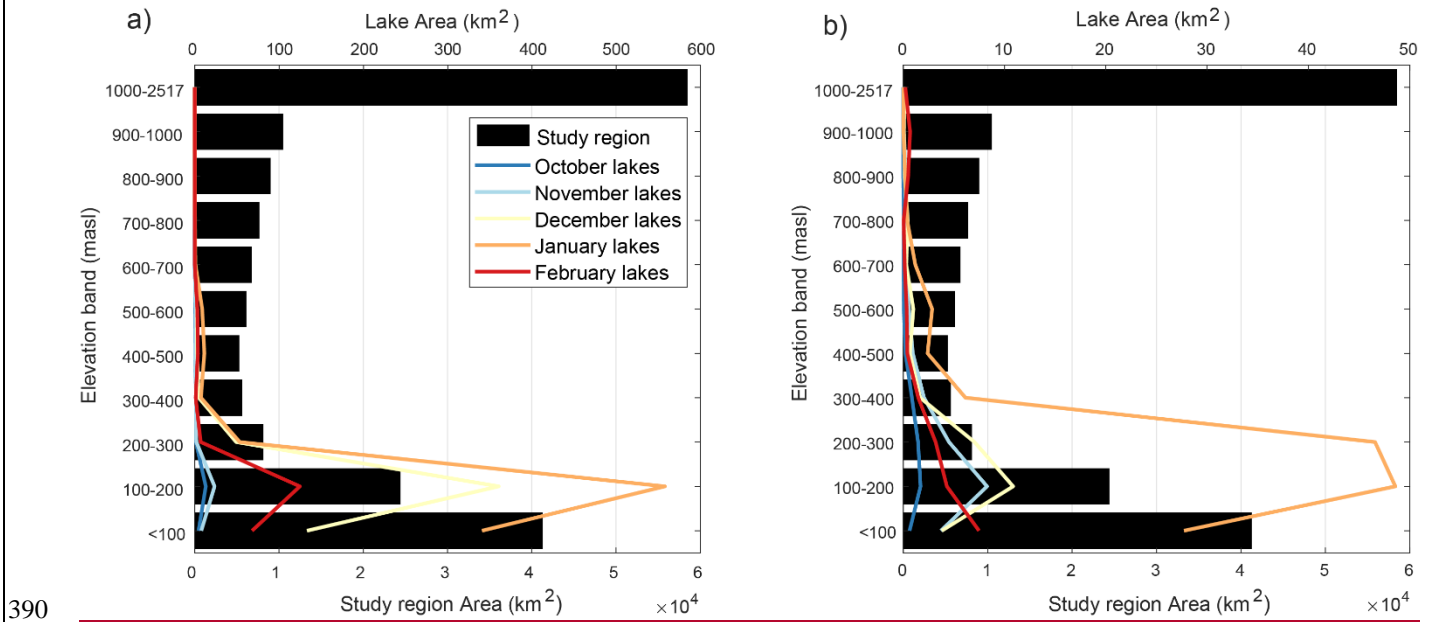 a)
Lake Area (km2)
0 100 200 300 400 500 600
1000-2517
900-1000
800-900
700-800
600-700
500-600
400-500
300-400
200-300
100-200
<100
Elevation band (masl)
Study region
October lakes
November lakes
December lakes
January lakes
February lakes
0 1 2 3 4 5 6
Study region Area (km2)
×10^4
b)
Lake Area (km2)
0 10 20 30 40 50
1000-2517
900-1000
800-900
700-800
600-700
500-600
400-500
300-400
200-300
100-200
<100
Elevation band (masl)
0 1 2 3 4 5 6
Study region Area (km2)
×10^4
390